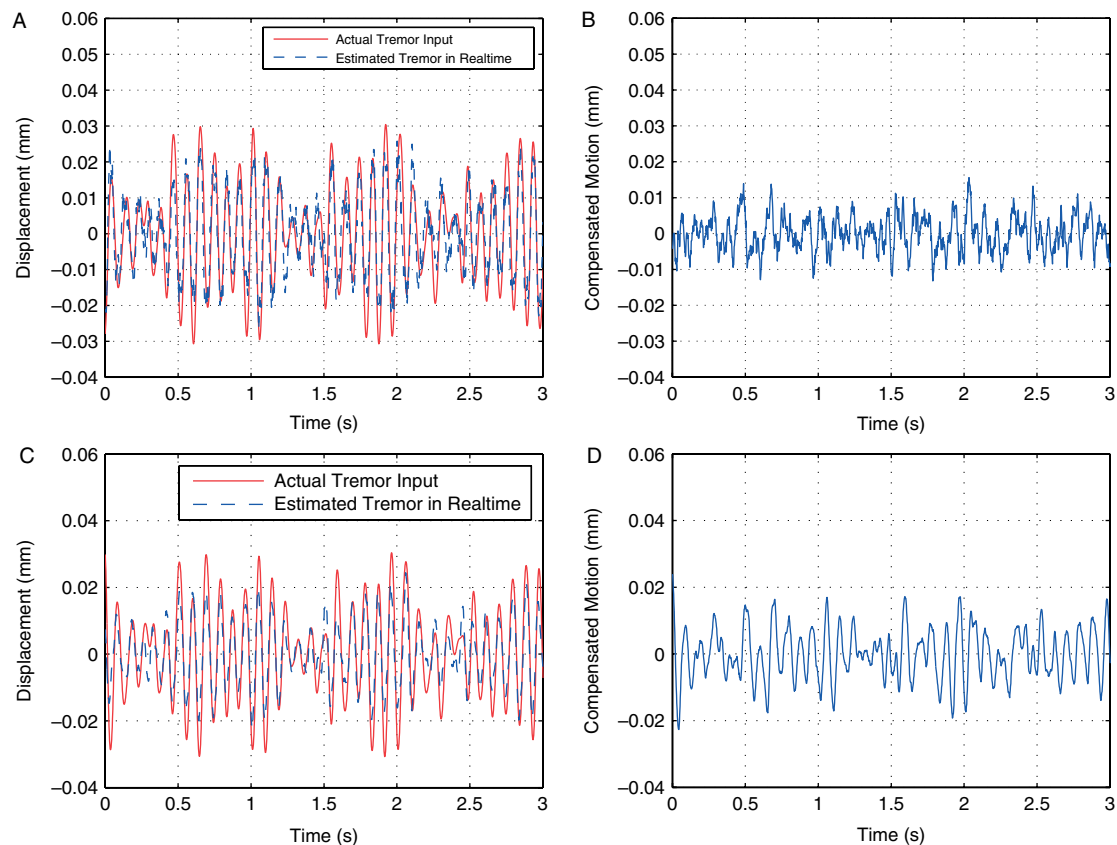 A
0.06
0.05
0.04
0.03
0.02
0.01
0
−0.01
−0.02
−0.03
−0.04
Displacement (mm)
Actual Tremor Input
Estimated Tremor in Realtime
0 0.5 1 1.5 2 2.5 3
Time (s)
B
0.06
0.05
0.04
0.03
0.02
0.01
0
−0.01
−0.02
−0.03
−0.04
Compensated Motion (mm)
0 0.5 1 1.5 2 2.5 3
Time (s)
C
0.06
0.04
0.02
0
−0.02
−0.04
Displacement (mm)
Actual Tremor Input
Estimated Tremor in Realtime
0 0.5 1 1.5 2 2.5 3
Time (s)
D
0.06
0.04
0.02
0
−0.02
−0.04
Compensated Motion (mm)
0 0.5 1 1.5 2 2.5 3
Time (s)